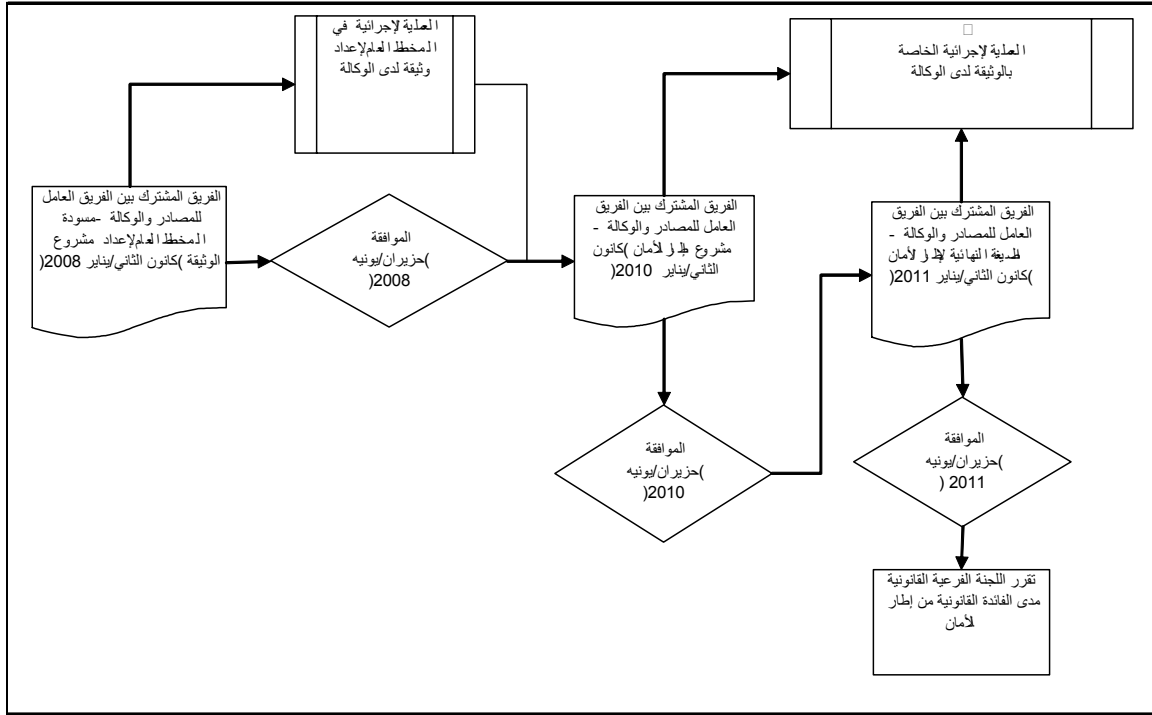 العملية الإجرائية في
المخطط العام لإعداد
وثيقة لدى الوكالة
العملية الإجرائية الخاصة
بالوثيقة لدى الوكالة
الفريق المشترك بين الفريق العامل
للمصادر والوكالة - مسودة
المخطط العام لإعداد مشروع
الوثيقة )كانون الثاني/يناير 2008(
الموافقة
)حزيران/يونيه
2008(
الفريق المشترك بين الفريق
العامل للمصادر والوكالة -
مشروع إطار الأمان )كانون
الثاني/يناير 2010(
الموافقة
)حزيران/يونيه
2010(
الفريق المشترك بين الفريق
العامل للمصادر والوكالة -
الصيغة النهائية لإطار الأمان
)كانون الثاني/يناير 2011(
الموافقة
)حزيران/يونيه
2011 (
تقرر اللجنة الفرعية القانونية
مدى الفائدة القانونية من إطار
الأمان